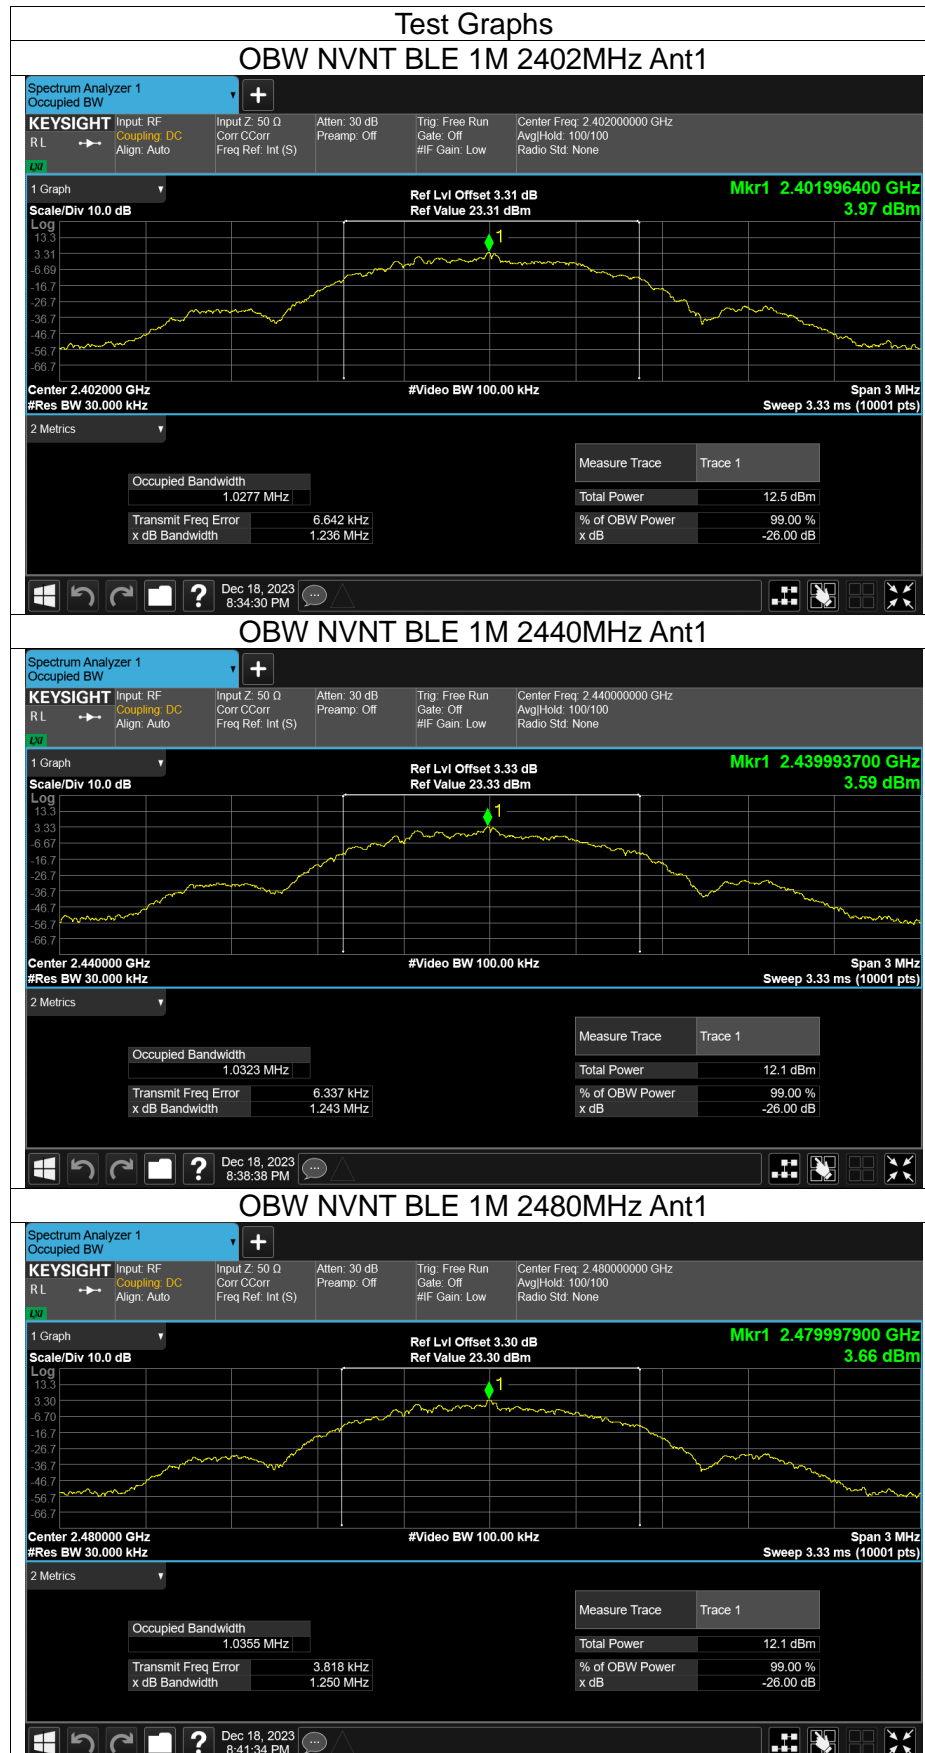 Test Graphs
OBW NVNT BLE 1M 2402MHz Ant1
Spectrum Analyzer 1
Occupied BW
KEYSIGHT Input: RF Input Z: 50 Ω Atten: 30 dB Trig: Free Run Center Freq: 2.402000000 GHz
RL Coupling: DC Corr CCorr Preamp: Off Gate: Off Avg|Hold: 100/100
Align: Auto Freq Ref: Int (S) #IF Gain: Low Radio Std: None
LXI
1 Graph Ref Lvl Offset 3.31 dB Mkr1 2.401996400 GHz
Scale/Div 10.0 dB Ref Value 23.31 dBm 3.97 dBm
Log
13.3
1
3.31
-6.69
-16.7
-26.7
-36.7
-46.7
-56.7
-66.7
Center 2.402000 GHz #Video BW 100.00 kHz Span 3 MHz
#Res BW 30.000 kHz Sweep 3.33 ms (10001 pts)
2 Metrics
Measure Trace Trace 1
Occupied Bandwidth
1.0277 MHz Total Power 12.5 dBm
Transmit Freq Error 6.642 kHz % of OBW Power 99.00 %
x dB Bandwidth 1.236 MHz x dB -26.00 dB
? Dec 18, 2023
8:34:30 PM
OBW NVNT BLE 1M 2440MHz Ant1
Spectrum Analyzer 1
Occupied BW
KEYSIGHT Input: RF Input Z: 50 Ω Atten: 30 dB Trig: Free Run Center Freq: 2.440000000 GHz
RL Coupling: DC Corr CCorr Preamp: Off Gate: Off Avg|Hold: 100/100
Align: Auto Freq Ref: Int (S) #IF Gain: Low Radio Std: None
LXI
1 Graph Ref Lvl Offset 3.33 dB Mkr1 2.439993700 GHz
Scale/Div 10.0 dB Ref Value 23.33 dBm 3.59 dBm
Log
13.3
1
3.33
-6.67
-16.7
-26.7
-36.7
-46.7
-56.7
-66.7
Center 2.440000 GHz #Video BW 100.00 kHz Span 3 MHz
#Res BW 30.000 kHz Sweep 3.33 ms (10001 pts)
2 Metrics
Measure Trace Trace 1
Occupied Bandwidth
1.0323 MHz Total Power 12.1 dBm
Transmit Freq Error 6.337 kHz % of OBW Power 99.00 %
x dB Bandwidth 1.243 MHz x dB -26.00 dB
? Dec 18, 2023
8:38:38 PM
OBW NVNT BLE 1M 2480MHz Ant1
Spectrum Analyzer 1
Occupied BW
KEYSIGHT Input: RF Input Z: 50 Ω Atten: 30 dB Trig: Free Run Center Freq: 2.480000000 GHz
RL Coupling: DC Corr CCorr Preamp: Off Gate: Off Avg|Hold: 100/100
Align: Auto Freq Ref: Int (S) #IF Gain: Low Radio Std: None
LXI
1 Graph Ref Lvl Offset 3.30 dB Mkr1 2.479997900 GHz
Scale/Div 10.0 dB Ref Value 23.30 dBm 3.66 dBm
Log
13.3
1
3.30
-6.70
-16.7
-26.7
-36.7
-46.7
-56.7
-66.7
Center 2.480000 GHz #Video BW 100.00 kHz Span 3 MHz
#Res BW 30.000 kHz Sweep 3.33 ms (10001 pts)
2 Metrics
Measure Trace Trace 1
Occupied Bandwidth
1.0355 MHz Total Power 12.1 dBm
Transmit Freq Error 3.818 kHz % of OBW Power 99.00 %
x dB Bandwidth 1.250 MHz x dB -26.00 dB
? Dec 18, 2023
8:41:34 PM